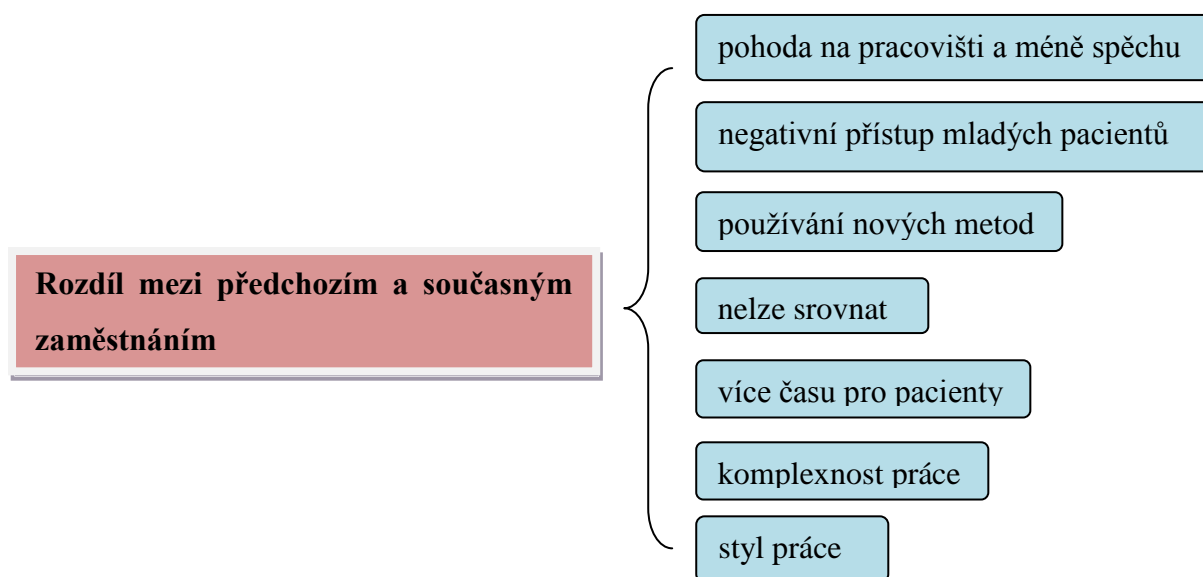 Rozdíl mezi předchozím a současným
zaměstnáním
pohoda na pracovišti a méně spěchu
negativní přístup mladých pacientů
používání nových metod
nelze srovnat
více času pro pacienty
komplexnost práce
styl práce